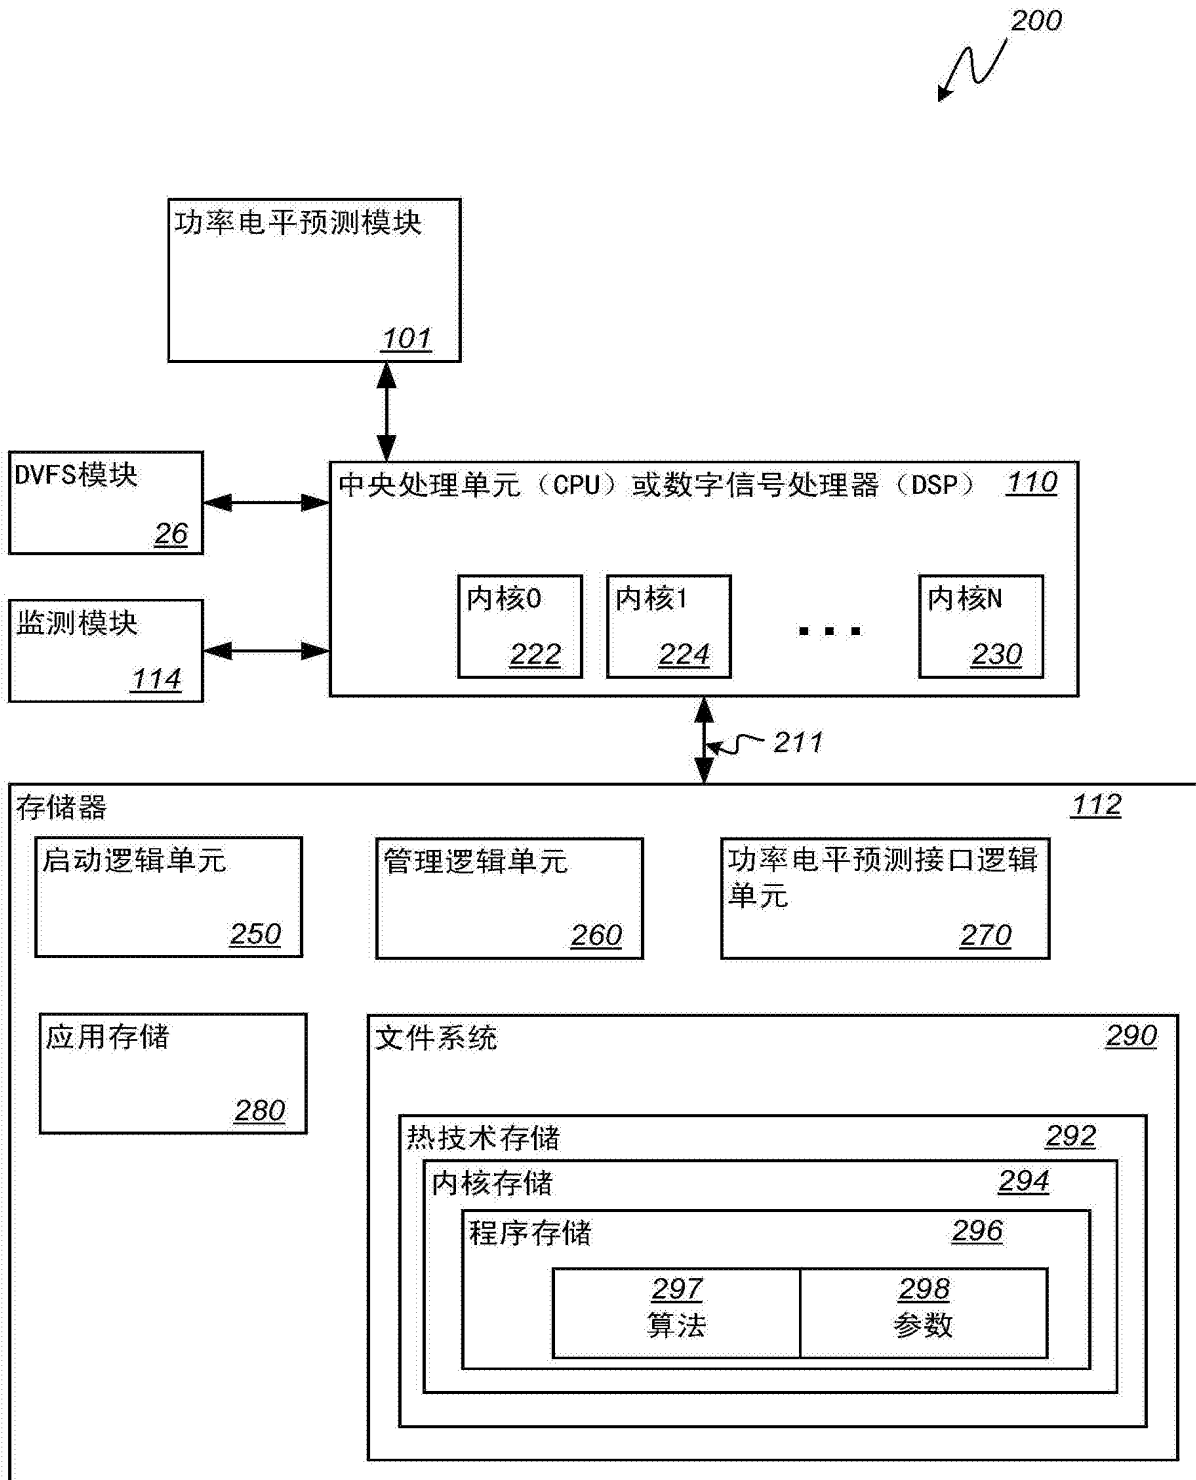 200
功率电平预测模块
101
DVFS模块
26
中央处理单元（CPU）或数字信号处理器（DSP） 110
监测模块
114
内核0
222
内核1
224
...
内核N
230
211
存储器 112
启动逻辑单元
250
管理逻辑单元
260
功率电平预测接口逻辑
单元
270
应用存储
280
文件系统 290
热技术存储 292
内核存储 294
程序存储 296
297
算法
298
参数